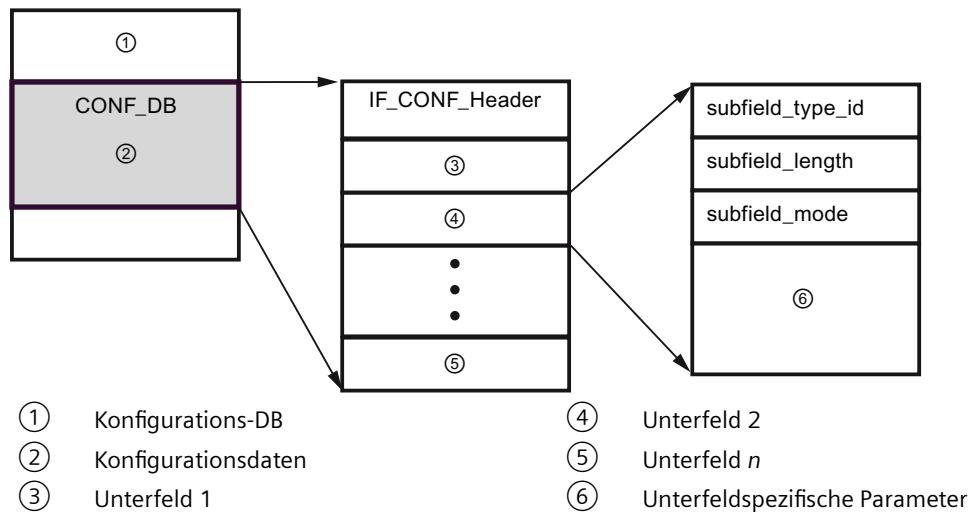 ①
CONF_DB
②
IF_CONF_Header
③
④
⑤
subfield_type_id
subfield_length
subfield_mode
⑥
① Konfigurations-DB
② Konfigurationsdaten
③ Unterfeld 1
④ Unterfeld 2
⑤ Unterfeld n
⑥ Unterfeldspezifische Parameter